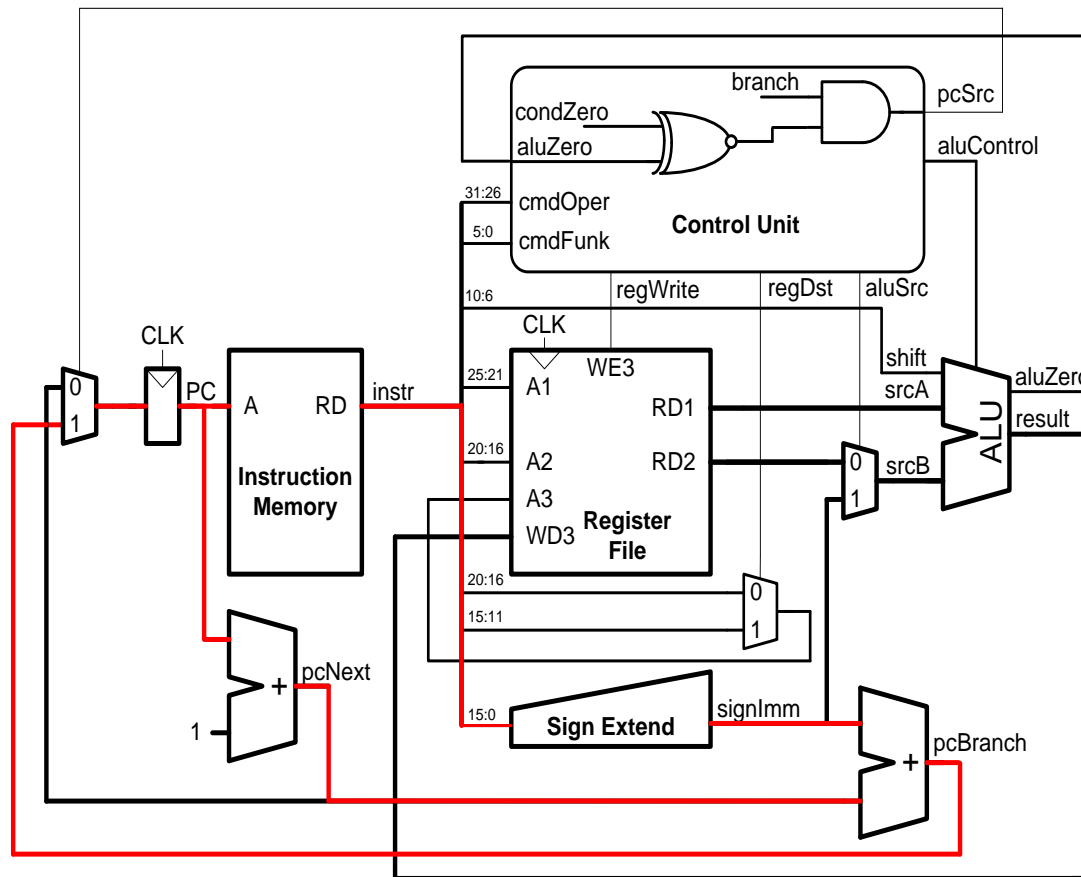 branch
pcSrc
condZero
aluZero
aluControl
31:26
cmdOper
Control Unit
5:0
cmdFunk
regWrite
regDst
aluSrc
10:6
CLK
CLK
shift
WE3
0
PC
instr
25:21
A1
aluZero
srcA
A
RD
RD1
1
result
ALU
20:16
A2
RD2
0
srcB
Instruction
Memory
A3
1
Register
File
WD3
20:16
0
15:11
1
pcNext
+
signImm
15:0
Sign Extend
1
pcBranch
+